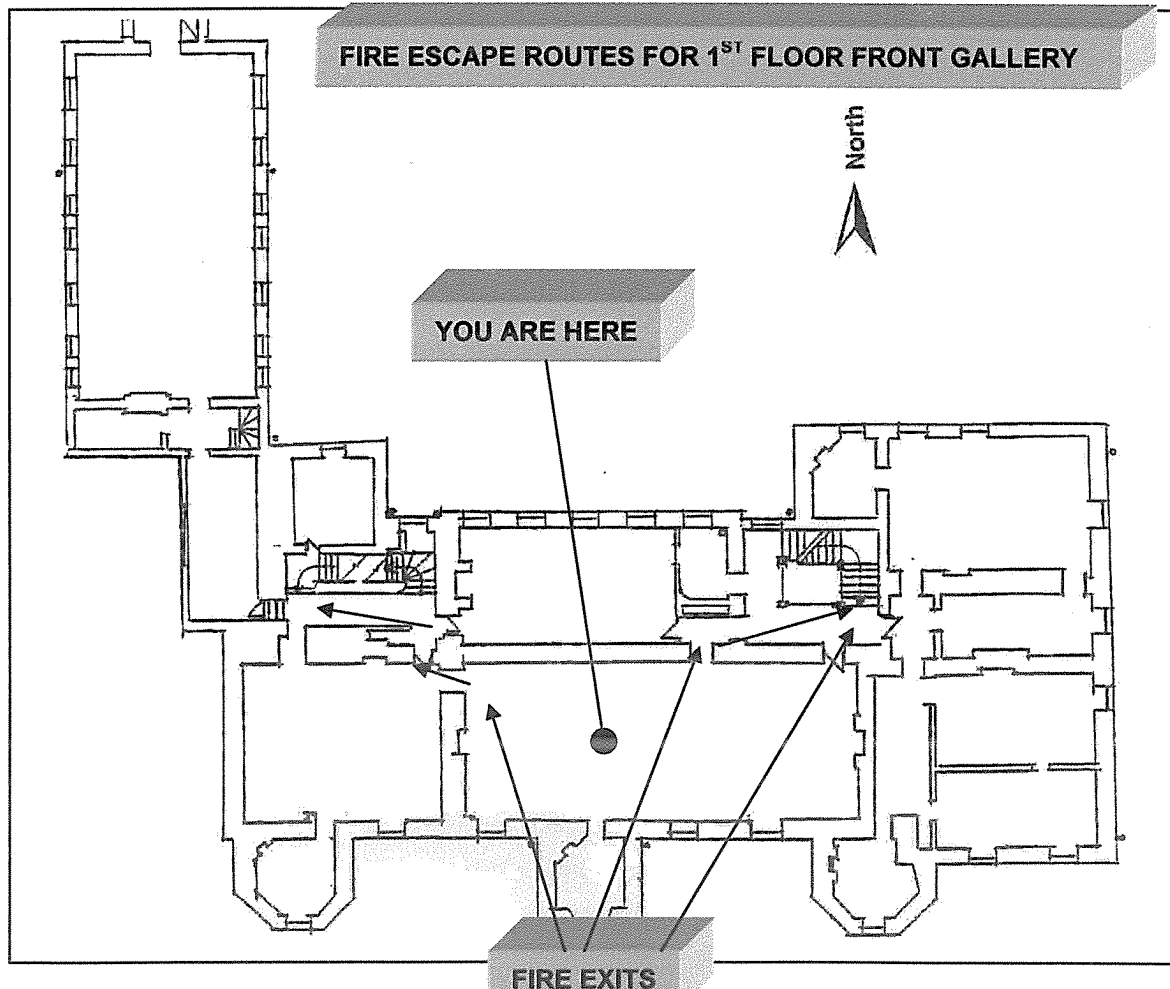 FIRE ESCAPE ROUTES FOR 1ST FLOOR FRONT GALLERY
North
YOU ARE HERE
FIRE EXITS